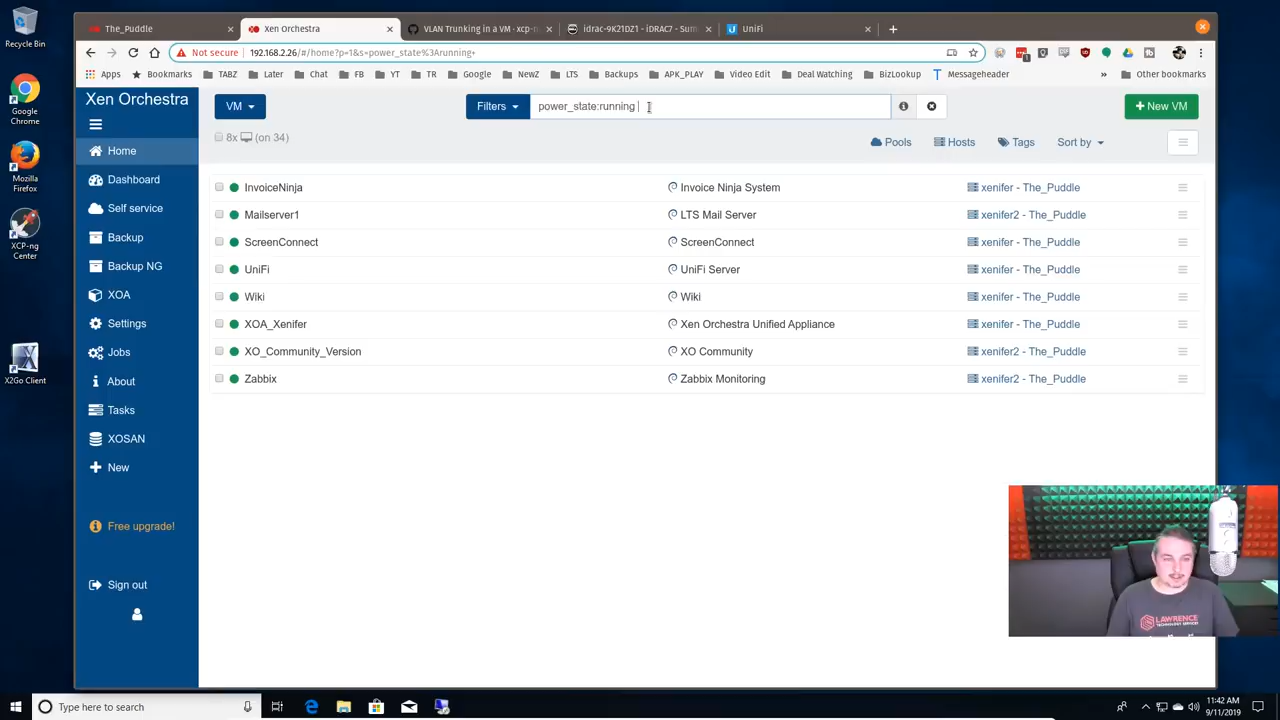 Recycle Bin
Google Chrome
Mozilla Firefox
XCP-ng Center
X2Go Client
The_Puddle
Xen Orchestra
VLAN Trunking in a VM · xcp-n
idrac-9K21DZ1 - iDRAC7 - Sum
UniFi
Not secure
192.168.2.26/#/home?p=1&s=power_state%3Arunning+
Apps
Bookmarks
TABZ
Later
Chat
FB
YT
TR
Google
NewZ
LTS
Backups
APK_PLAY
Video Edit
Deal Watching
BizLookup
Messageheader
»
Other bookmarks
Xen Orchestra
Home
Dashboard
Self service
Backup
Backup NG
XOA
Settings
Jobs
About
Tasks
XOSAN
New
Free upgrade!
Sign out
VM
Filters
power_state:running
New VM
8x (on 34)
Pools
Hosts
Tags
Sort by
InvoiceNinja Invoice Ninja System xenifer - The_Puddle
Mailserver1 LTS Mail Server xenifer2 - The_Puddle
ScreenConnect ScreenConnect xenifer - The_Puddle
UniFi UniFi Server xenifer - The_Puddle
Wiki Wiki xenifer - The_Puddle
XOA_Xenifer Xen Orchestra Unified Appliance xenifer - The_Puddle
XO_Community_Version XO Community xenifer2 - The_Puddle
Zabbix Zabbix Monitoring xenifer2 - The_Puddle
LAWRENCE
TECHNOLOGY SERVICES
Type here to search
11:42 AM
9/11/2019